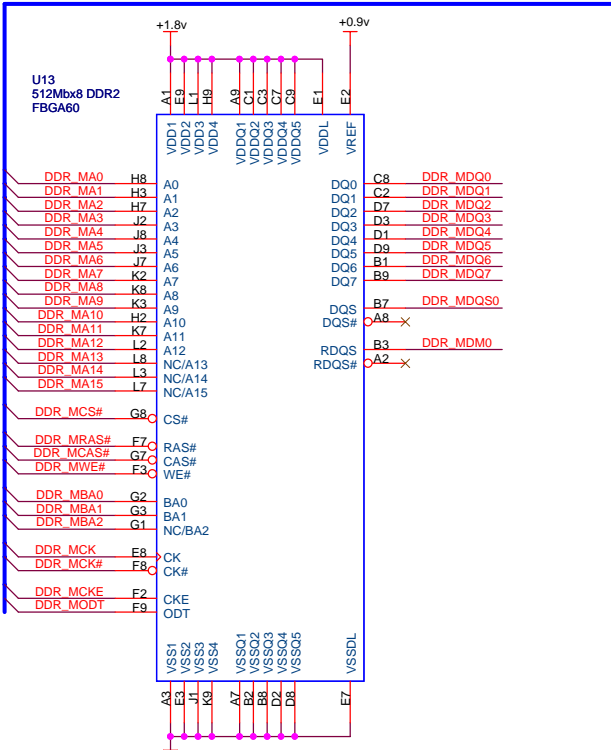 +1.8v +0.9v
U13
512Mbx8 DDR2
FBGA60
A1 E9 L1 H9 A9 C1 C3 C7 C9 E1 E2
VDD1 VDD2 VDD3 VDD4 VDDQ1 VDDQ2 VDDQ3 VDDQ4 VDDQ5 VDDL VREF
DDR_MA0 H8 A0 DQ0 C8 DDR_MDQ0
DDR_MA1 H3 A1 DQ1 C2 DDR_MDQ1
DDR_MA2 H7 A2 DQ2 D7 DDR_MDQ2
DDR_MA3 J2 A3 DQ3 D3 DDR_MDQ3
DDR_MA4 J8 A4 DQ4 D1 DDR_MDQ4
DDR_MA5 J3 A5 DQ5 D9 DDR_MDQ5
DDR_MA6 J7 A6 DQ6 B1 DDR_MDQ6
DDR_MA7 K2 A7 DQ7 B9 DDR_MDQ7
DDR_MA8 K8 A8
DDR_MA9 K3 A9 DQS B7 DDR_MDQS0
DDR_MA10 H2 A10 DQS# A8
DDR_MA11 K7 A11
DDR_MA12 L2 A12 RDQS B3 DDR_MDM0
DDR_MA13 L8 NC/A13 RDQS# A2
DDR_MA14 L3 NC/A14
DDR_MA15 L7 NC/A15
DDR_MCS# G8 CS#
DDR_MRAS# F7 RAS#
DDR_MCAS# G7 CAS#
DDR_MWE# F3 WE#
DDR_MBA0 G2 BA0
DDR_MBA1 G3 BA1
DDR_MBA2 G1 NC/BA2
DDR_MCK E8 CK
DDR_MCK# F8 CK#
DDR_MCKE F2 CKE
DDR_MODT F9 ODT
VSS1 VSS2 VSS3 VSS4 VSSQ1 VSSQ2 VSSQ3 VSSQ4 VSSQ5 VSSDL
A3 E3 J1 K9 A7 B2 B8 D2 D8 E7